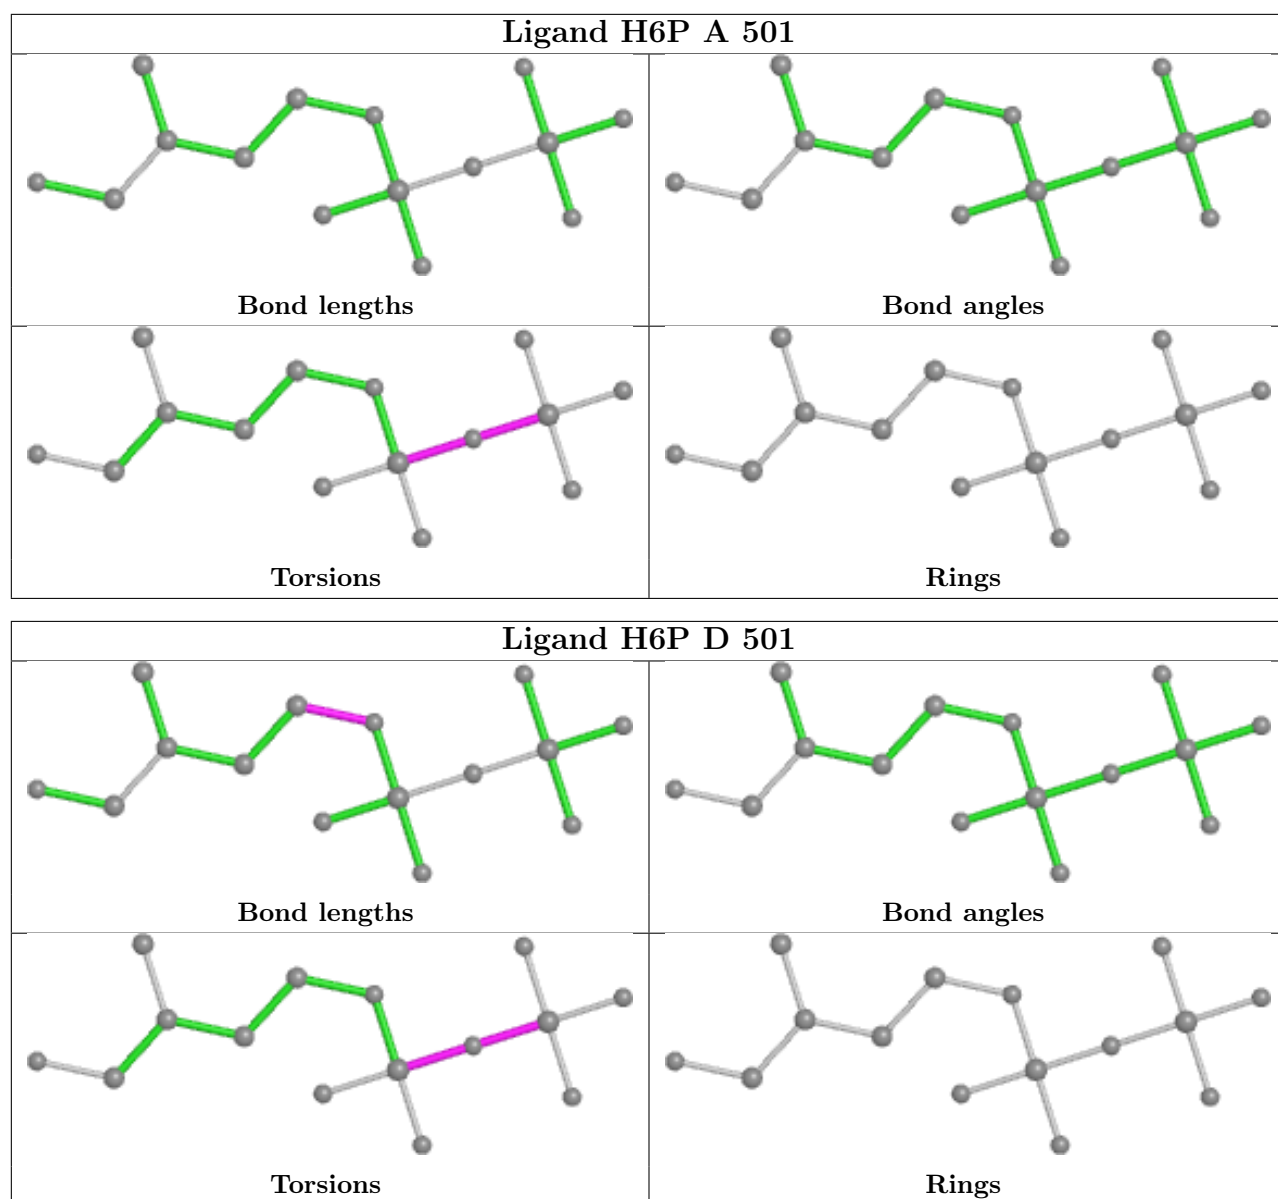 Ligand H6P A 501
Bond lengths
Bond angles
Torsions
Rings
Ligand H6P D 501
Bond lengths
Bond angles
Torsions
Rings